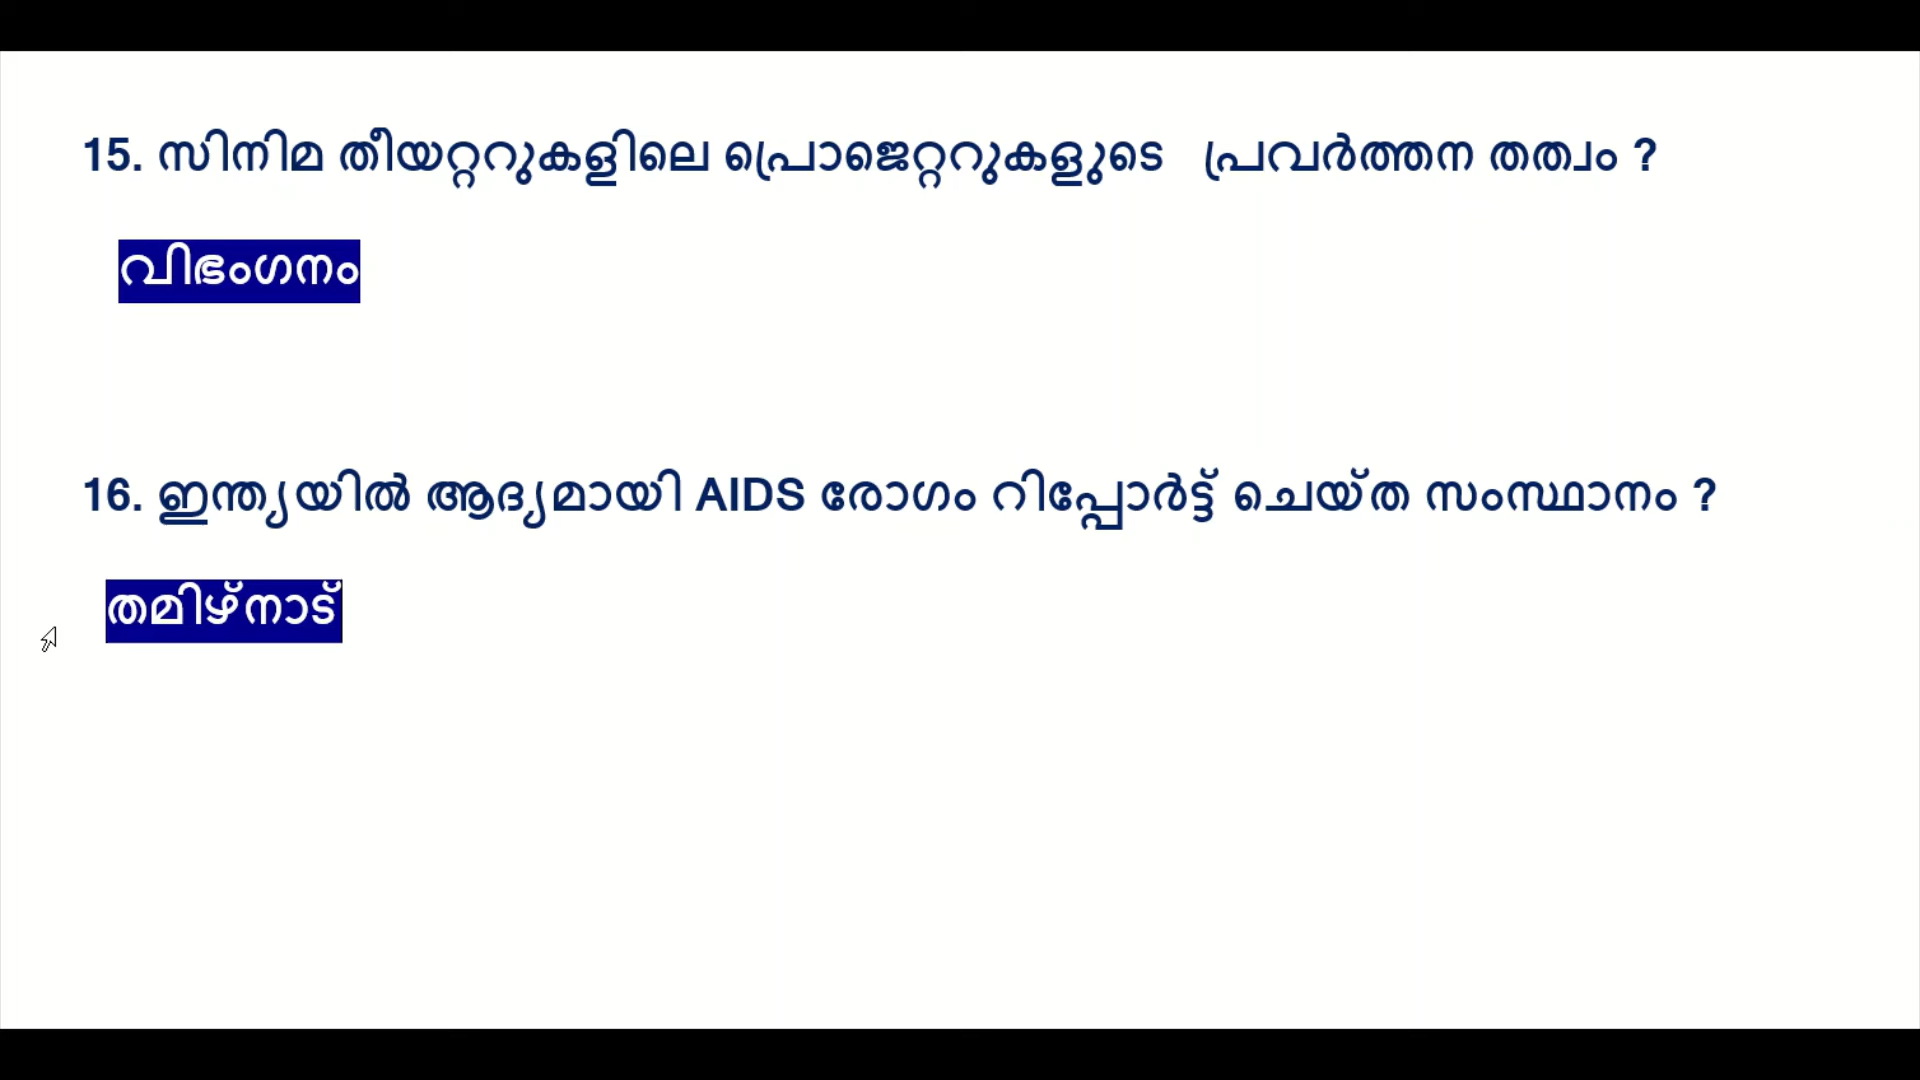 15. സിനിമ തീയറ്ററുകളിലെ പ്രൊജെറ്ററുകളുടെ പ്രവർത്തന തത്വം ?
വിഭംഗനം
16. ഇന്ത്യയിൽ ആദ്യമായി AIDS രോഗം റിപ്പോർട്ട് ചെയ്ത സംസ്ഥാനം ?
തമിഴ്നാട്